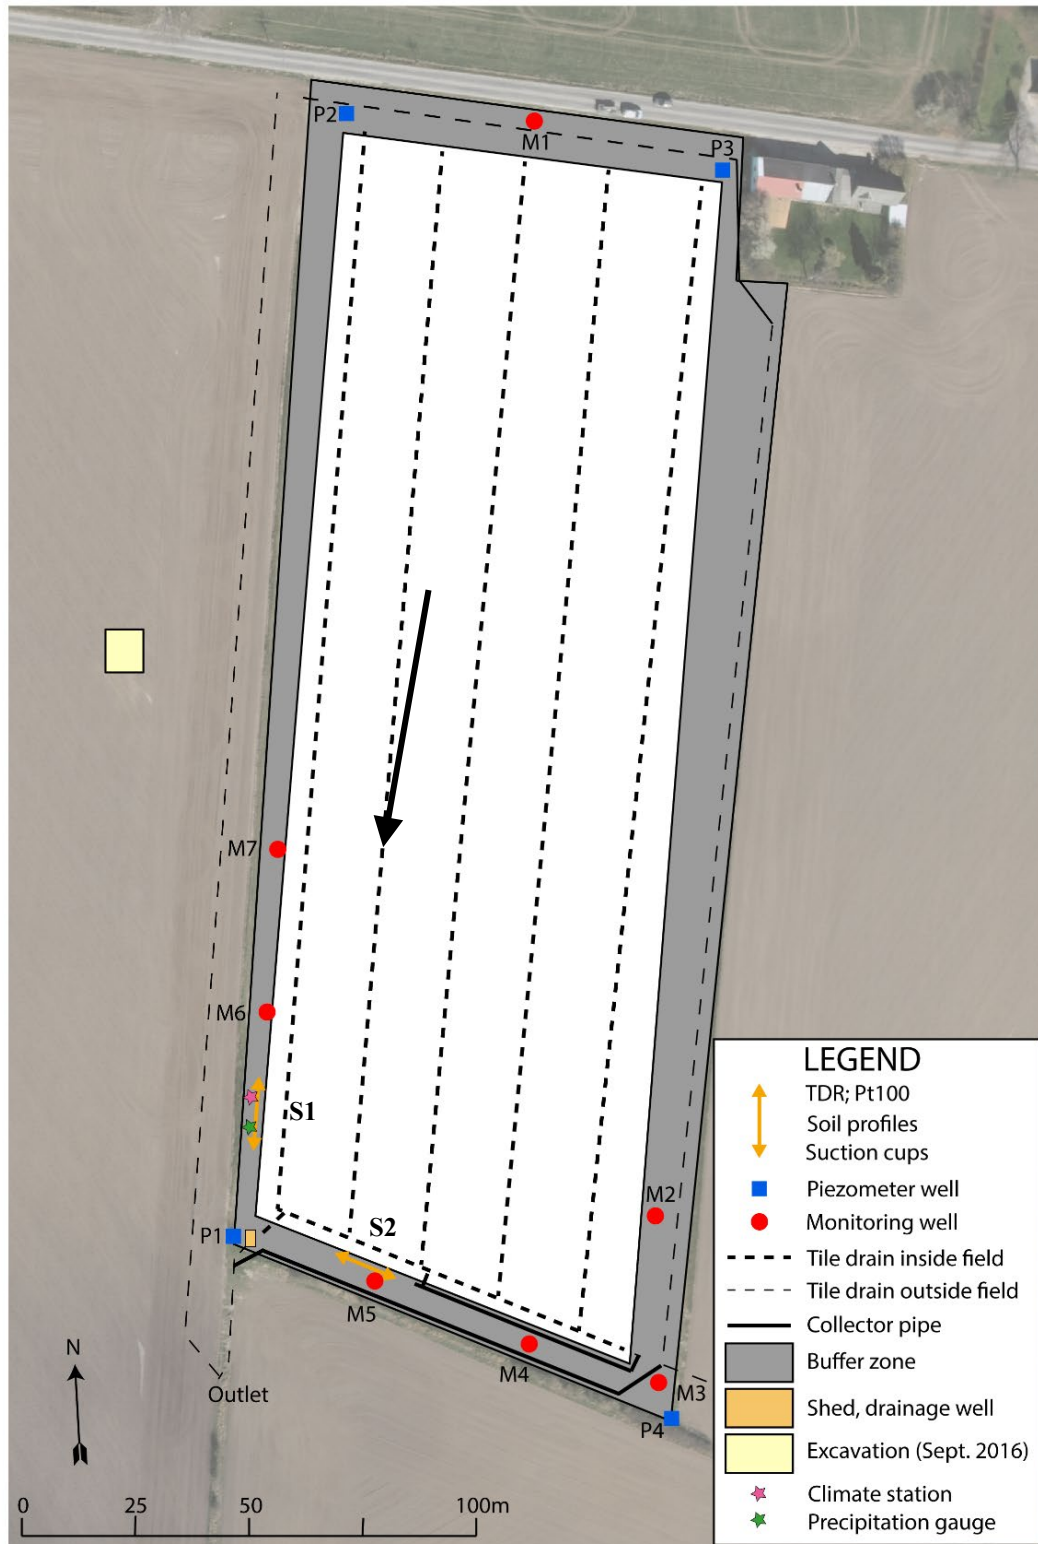 P2
M1
P3
M7
M6
S1
M2
P1
S2
M5
M4
M3
P4
N
Outlet
0 25 50 100m
LEGEND
TDR; Pt100
Soil profiles
Suction cups
Piezometer well
Monitoring well
Tile drain inside field
Tile drain outside field
Collector pipe
Buffer zone
Shed, drainage well
Excavation (Sept. 2016)
Climate station
Precipitation gauge